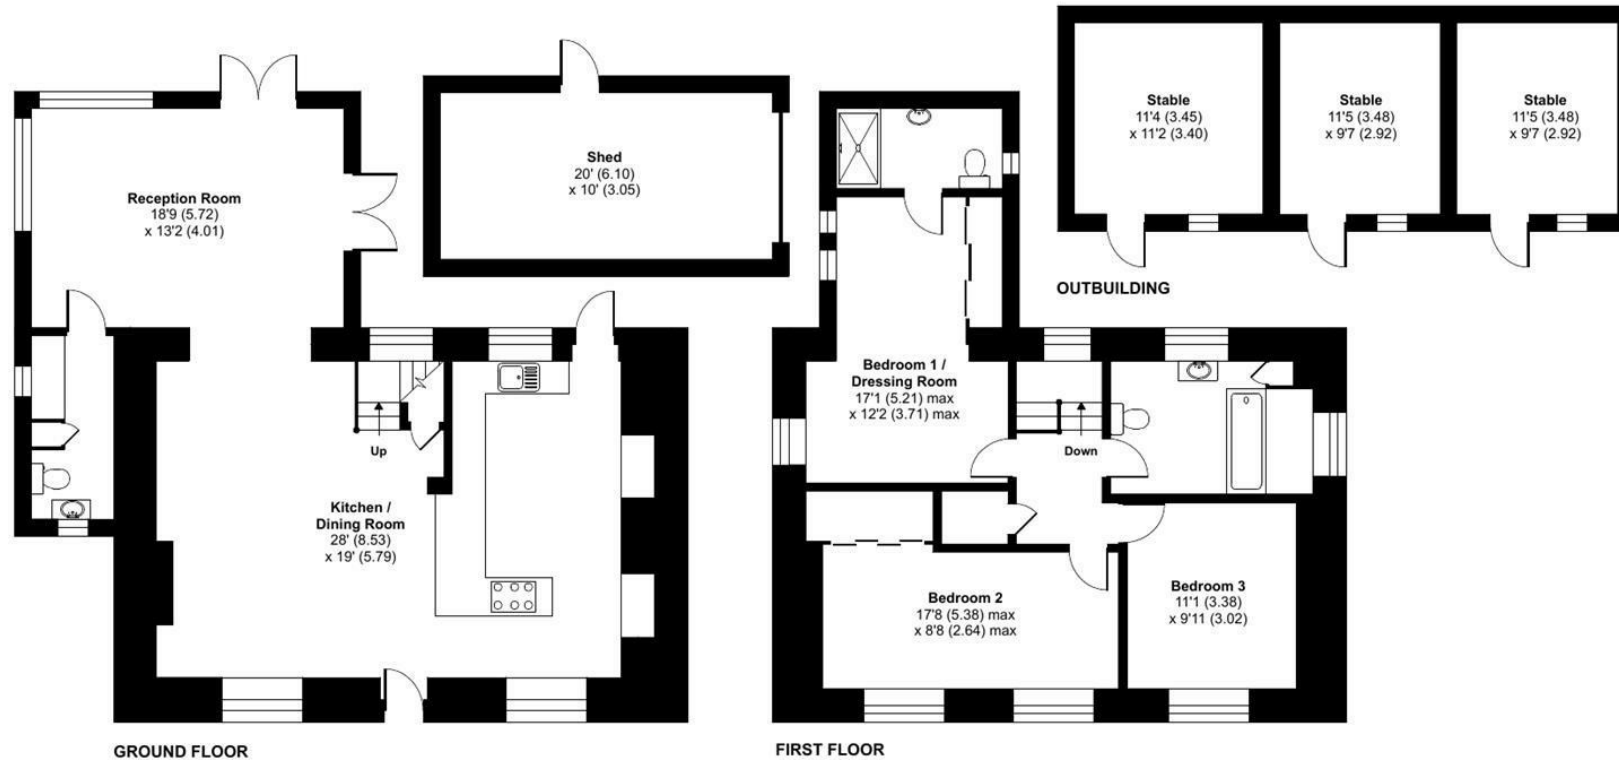 Reception Room
18'9 (5.72)
x 13'2 (4.01)
Shed
20' (6.10)
x 10' (3.05)
Up
Kitchen /
Dining Room
28' (8.53)
x 19' (5.79)
GROUND FLOOR
Bedroom 1 /
Dressing Room
17'1 (5.21) max
x 12'2 (3.71) max
Down
Bedroom 2
17'8 (5.38) max
x 8'8 (2.64) max
Bedroom 3
11'1 (3.38)
x 9'11 (3.02)
FIRST FLOOR
Stable
11'4 (3.45)
x 11'2 (3.40)
Stable
11'5 (3.48)
x 9'7 (2.92)
Stable
11'5 (3.48)
x 9'7 (2.92)
OUTBUILDING